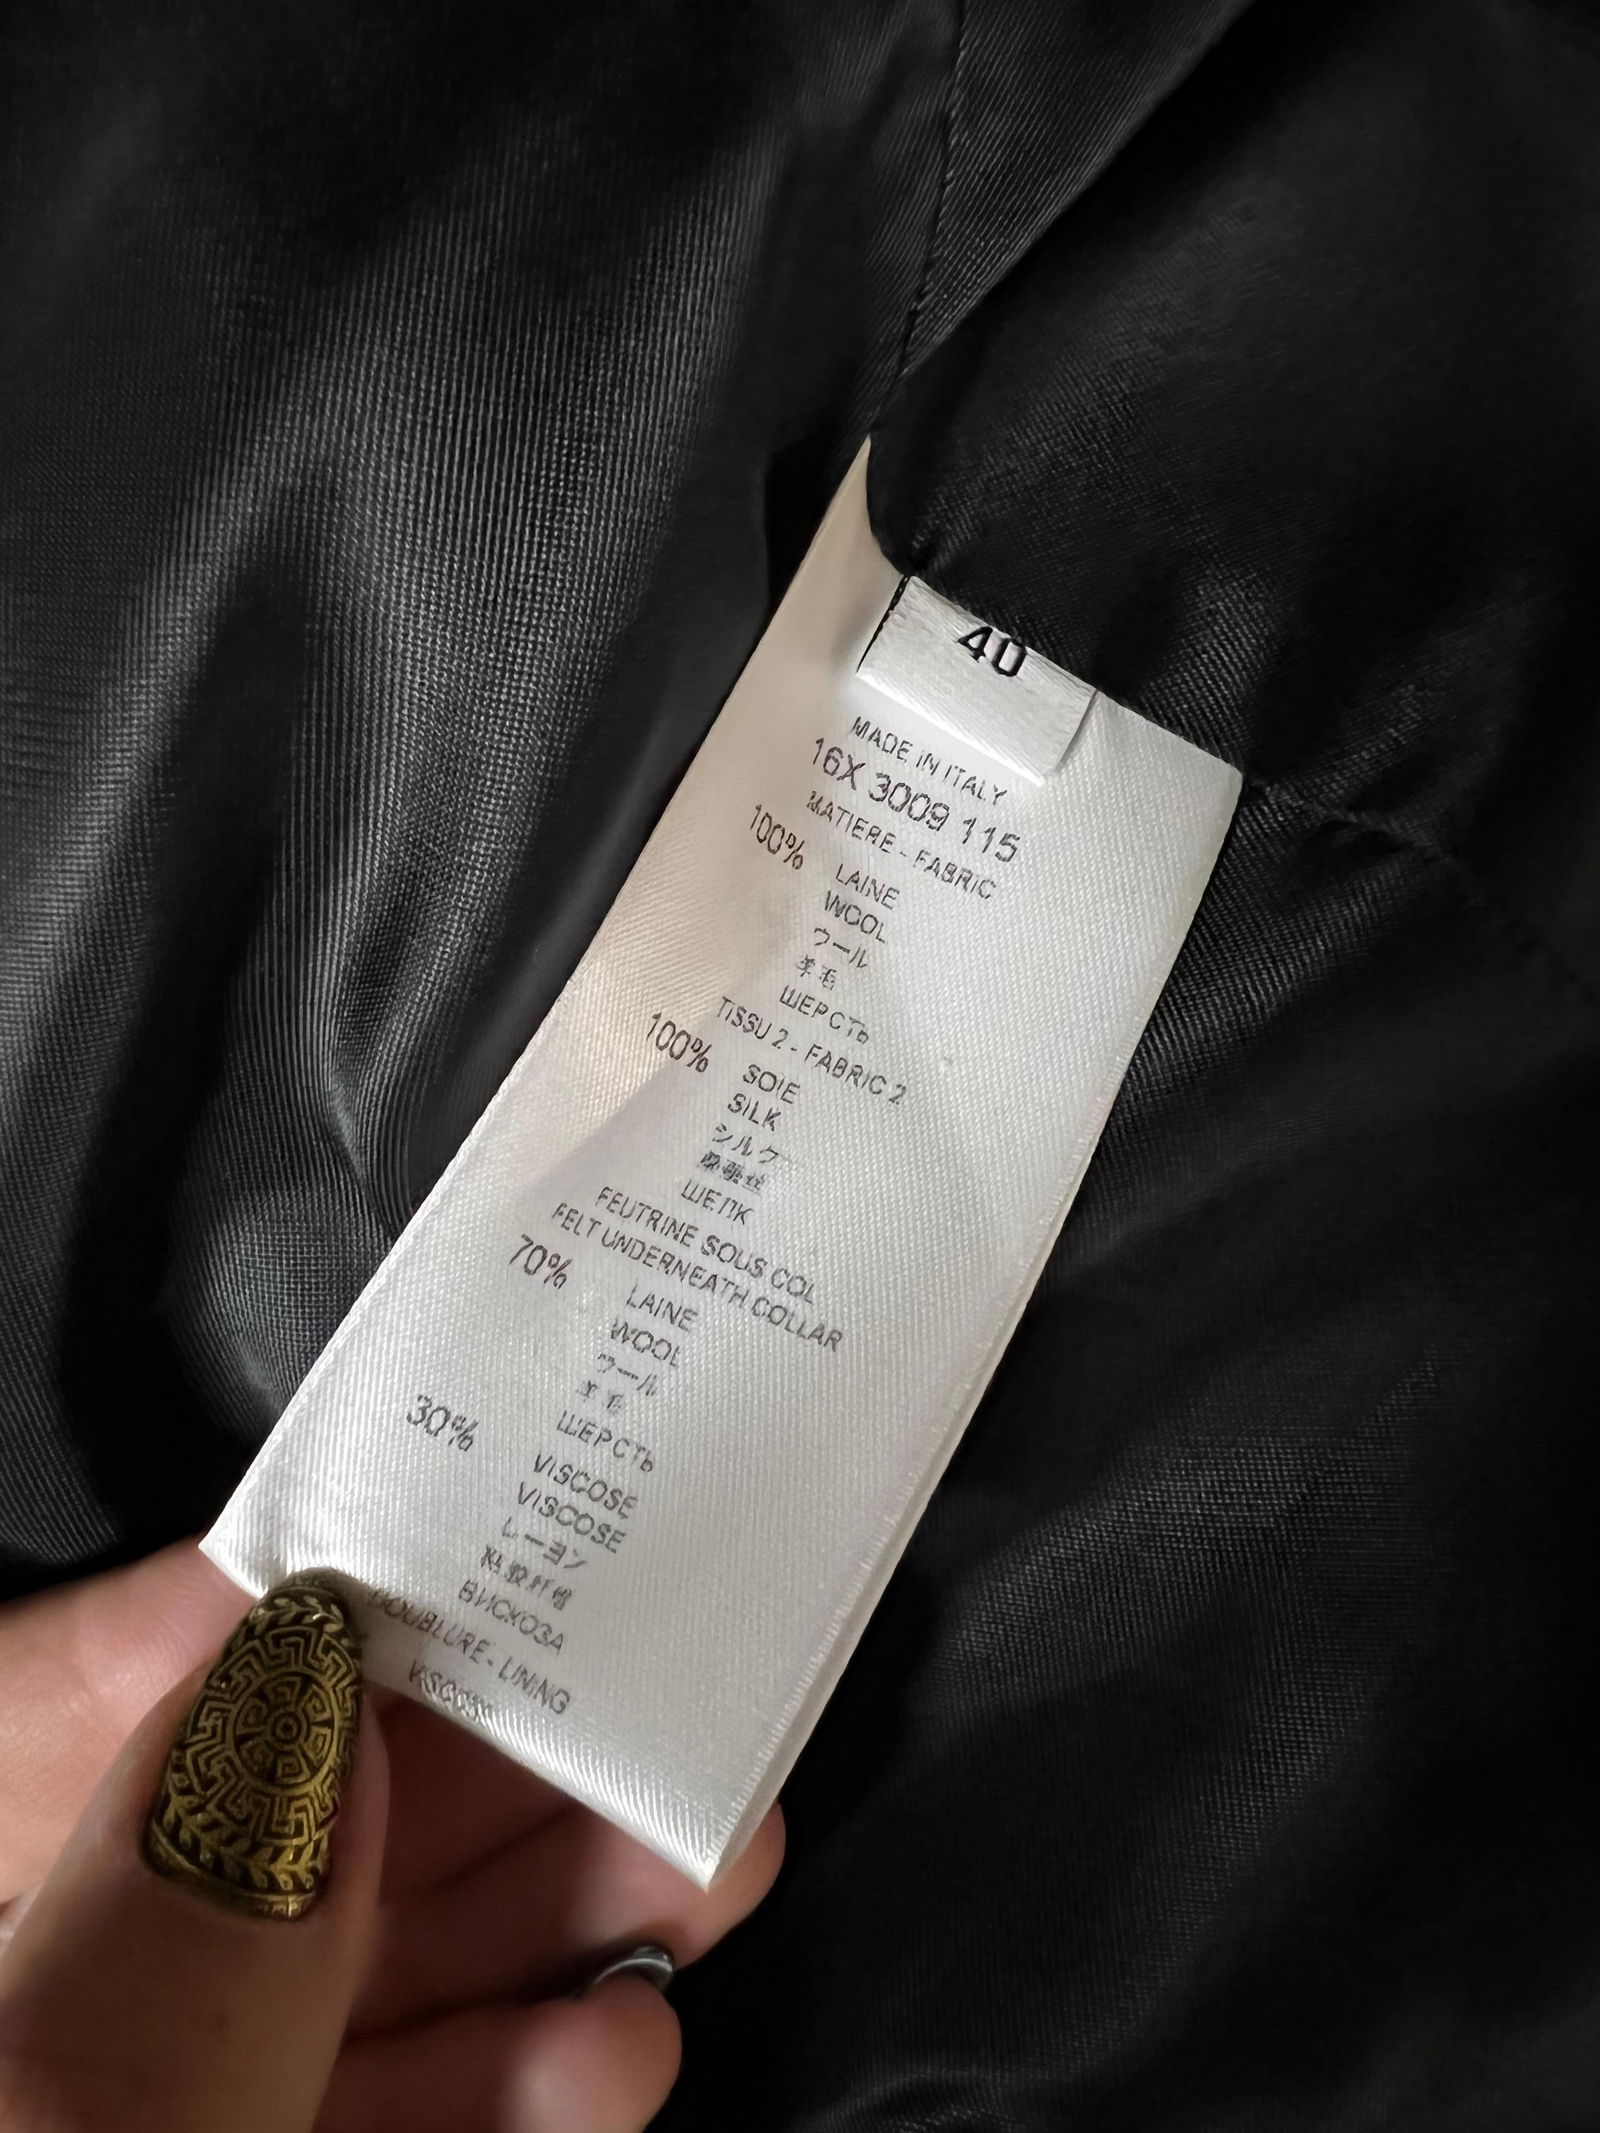 40
MADE IN ITALY
16X 3009 115
MATIERE - FABRIC
100% LAINE
WOOL
ウール
羊毛
ШЕРСТЬ
TISSU 2 - FABRIC 2
100% SOIE
SILK
シルク
ШЕЛК
FEUTRINE SOUS COL
FELT UNDERNEATH COLLAR
70% LAINE
WOOL
ウール
羊毛
ШЕРСТЬ
30% VISCOSE
VISCOSE
レーヨン
ВИСКОЗА
DOUBLURE - LINING